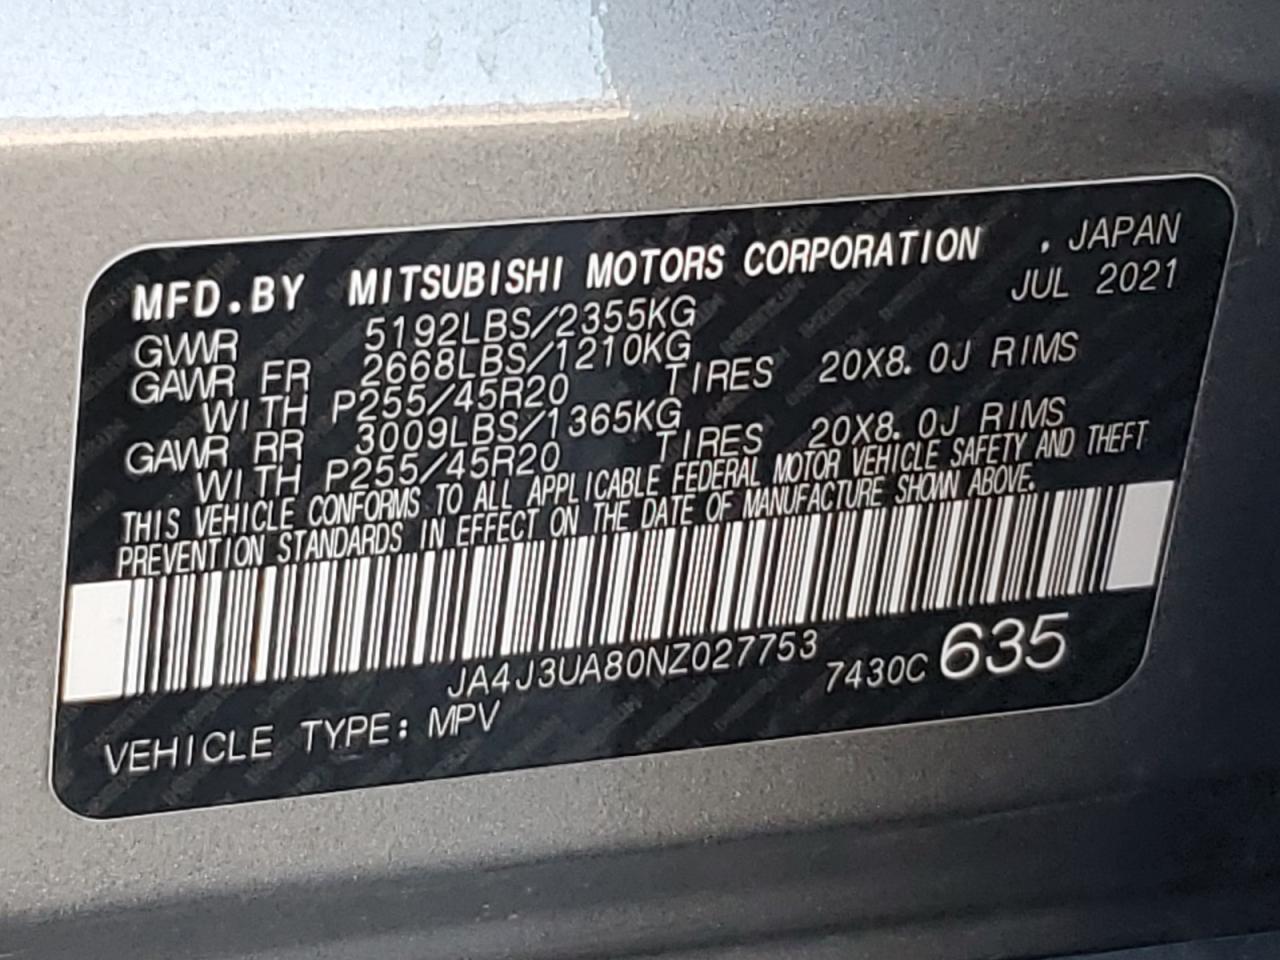 MFD.BY MITSUBISHI MOTORS CORPORATION . JAPAN
JUL 2021
GVWR 5192LBS/2355KG
GAWR FR 2668LBS/1210KG
WITH P255/45R20 TIRES 20X8.0J RIMS
GAWR RR 3009LBS/1365KG
WITH P255/45R20 TIRES 20X8.0J RIMS
THIS VEHICLE CONFORMS TO ALL APPLICABLE FEDERAL MOTOR VEHICLE SAFETY AND THEFT
PREVENTION STANDARDS IN EFFECT ON THE DATE OF MANUFACTURE SHOWN ABOVE.
JA4J3UA80NZ027753 7430C 635
VEHICLE TYPE: MPV